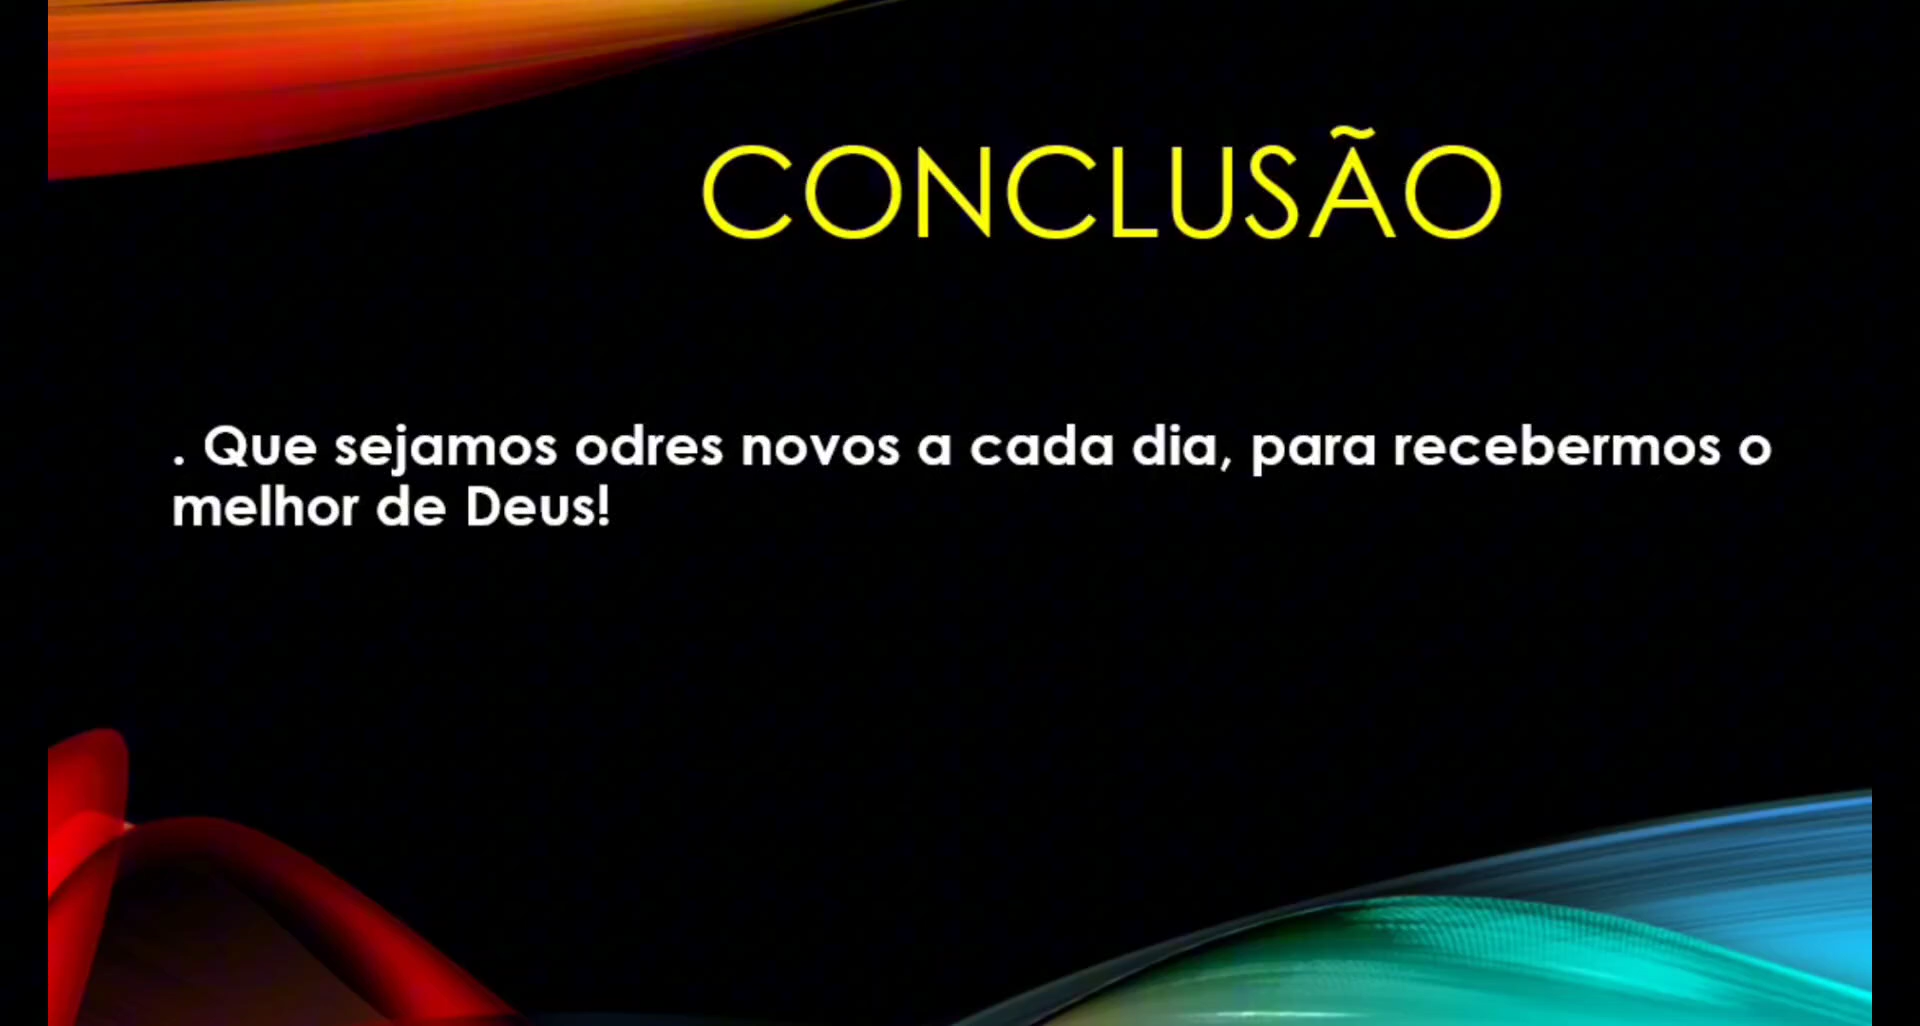 CONCLUSÃO
. Que sejamos odres novos a cada dia, para recebermos o
melhor de Deus!